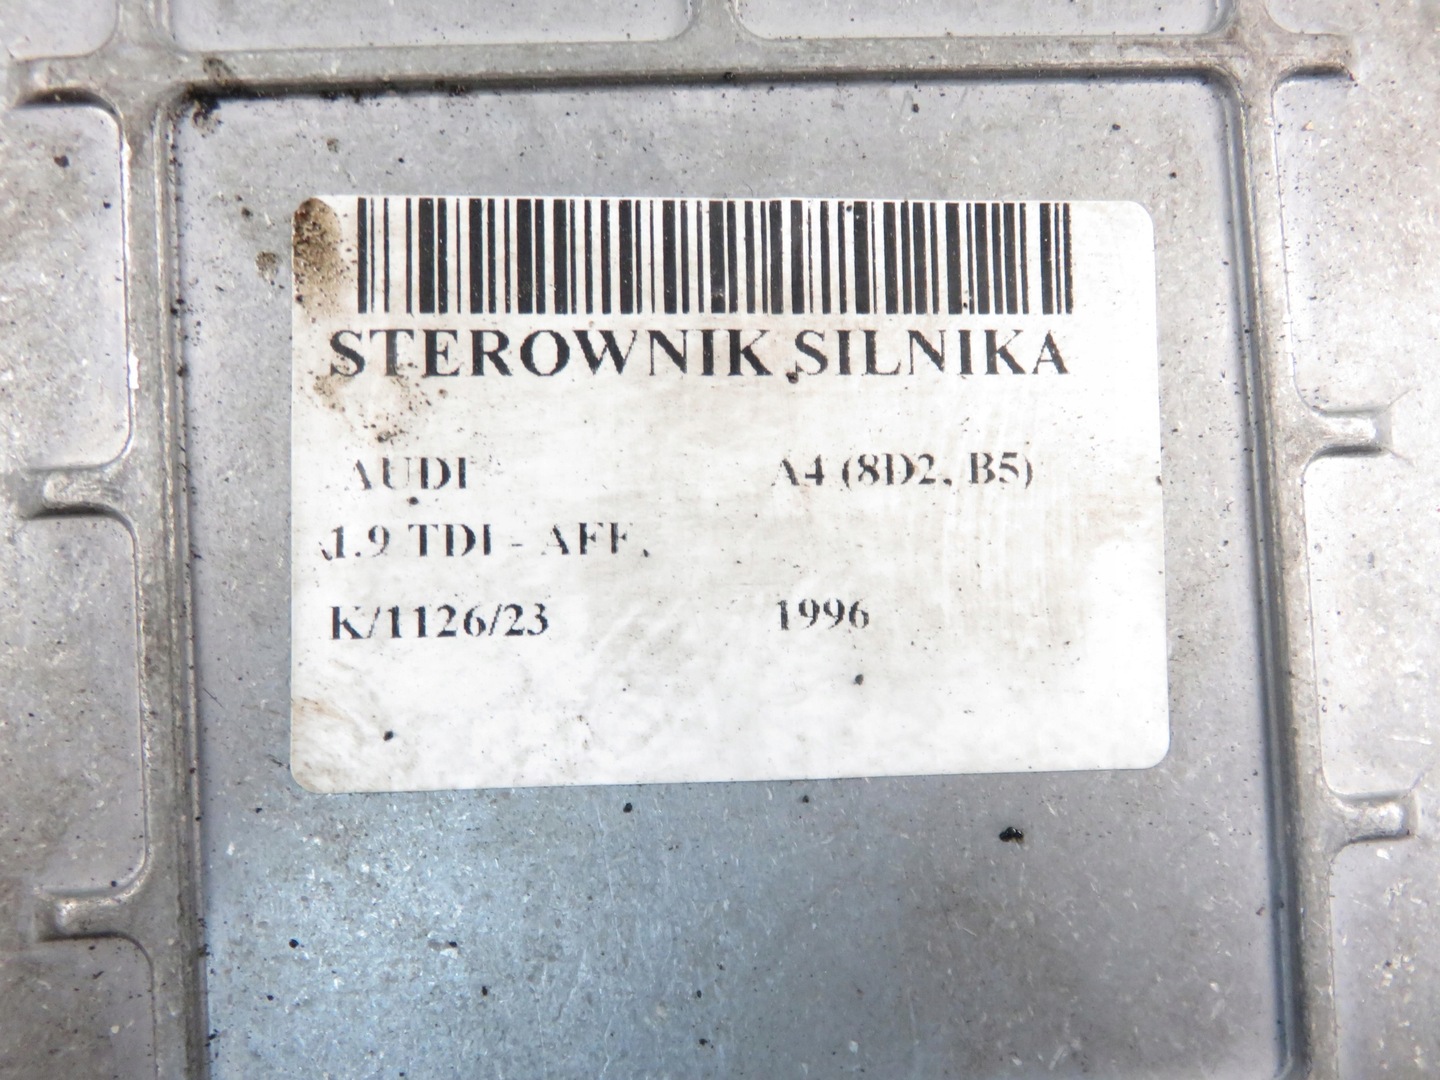 STEROWNIK SILNIKA
AUDI A4 (8D2, B5)
1.9 TDI - AFF,
K/1126/23 1996